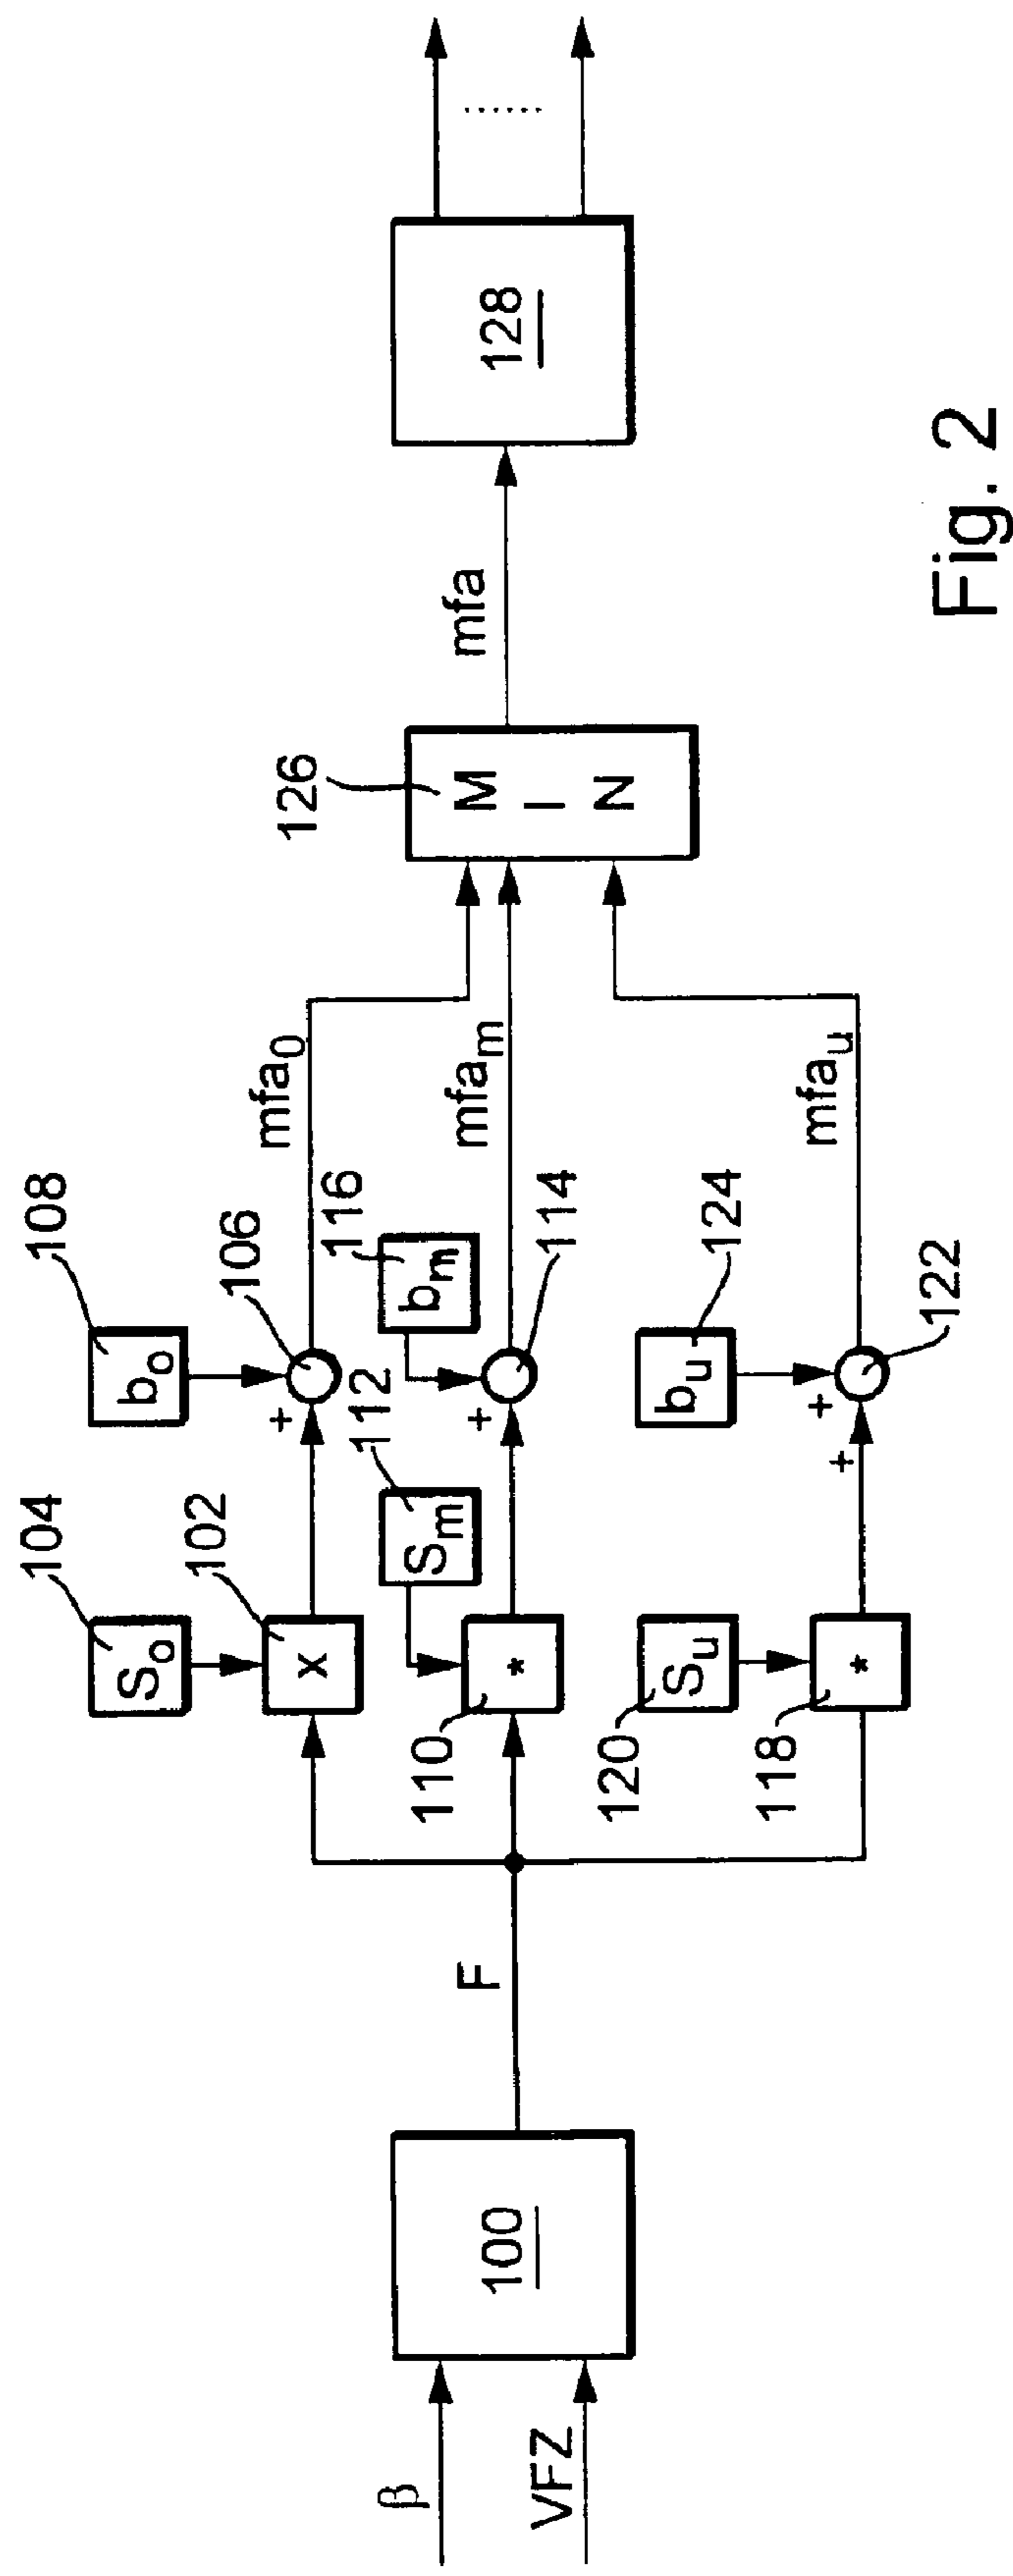 β
VFZ
100
F
104
S₀
102
x
108
b₀
106
+
mfa₀
112
Sₘ
110
*
116
bₘ
114
+
mfaₘ
120
Sᵤ
118
*
124
bᵤ
122
+
+
mfaᵤ
126
MIN
mfa
128
Fig. 2